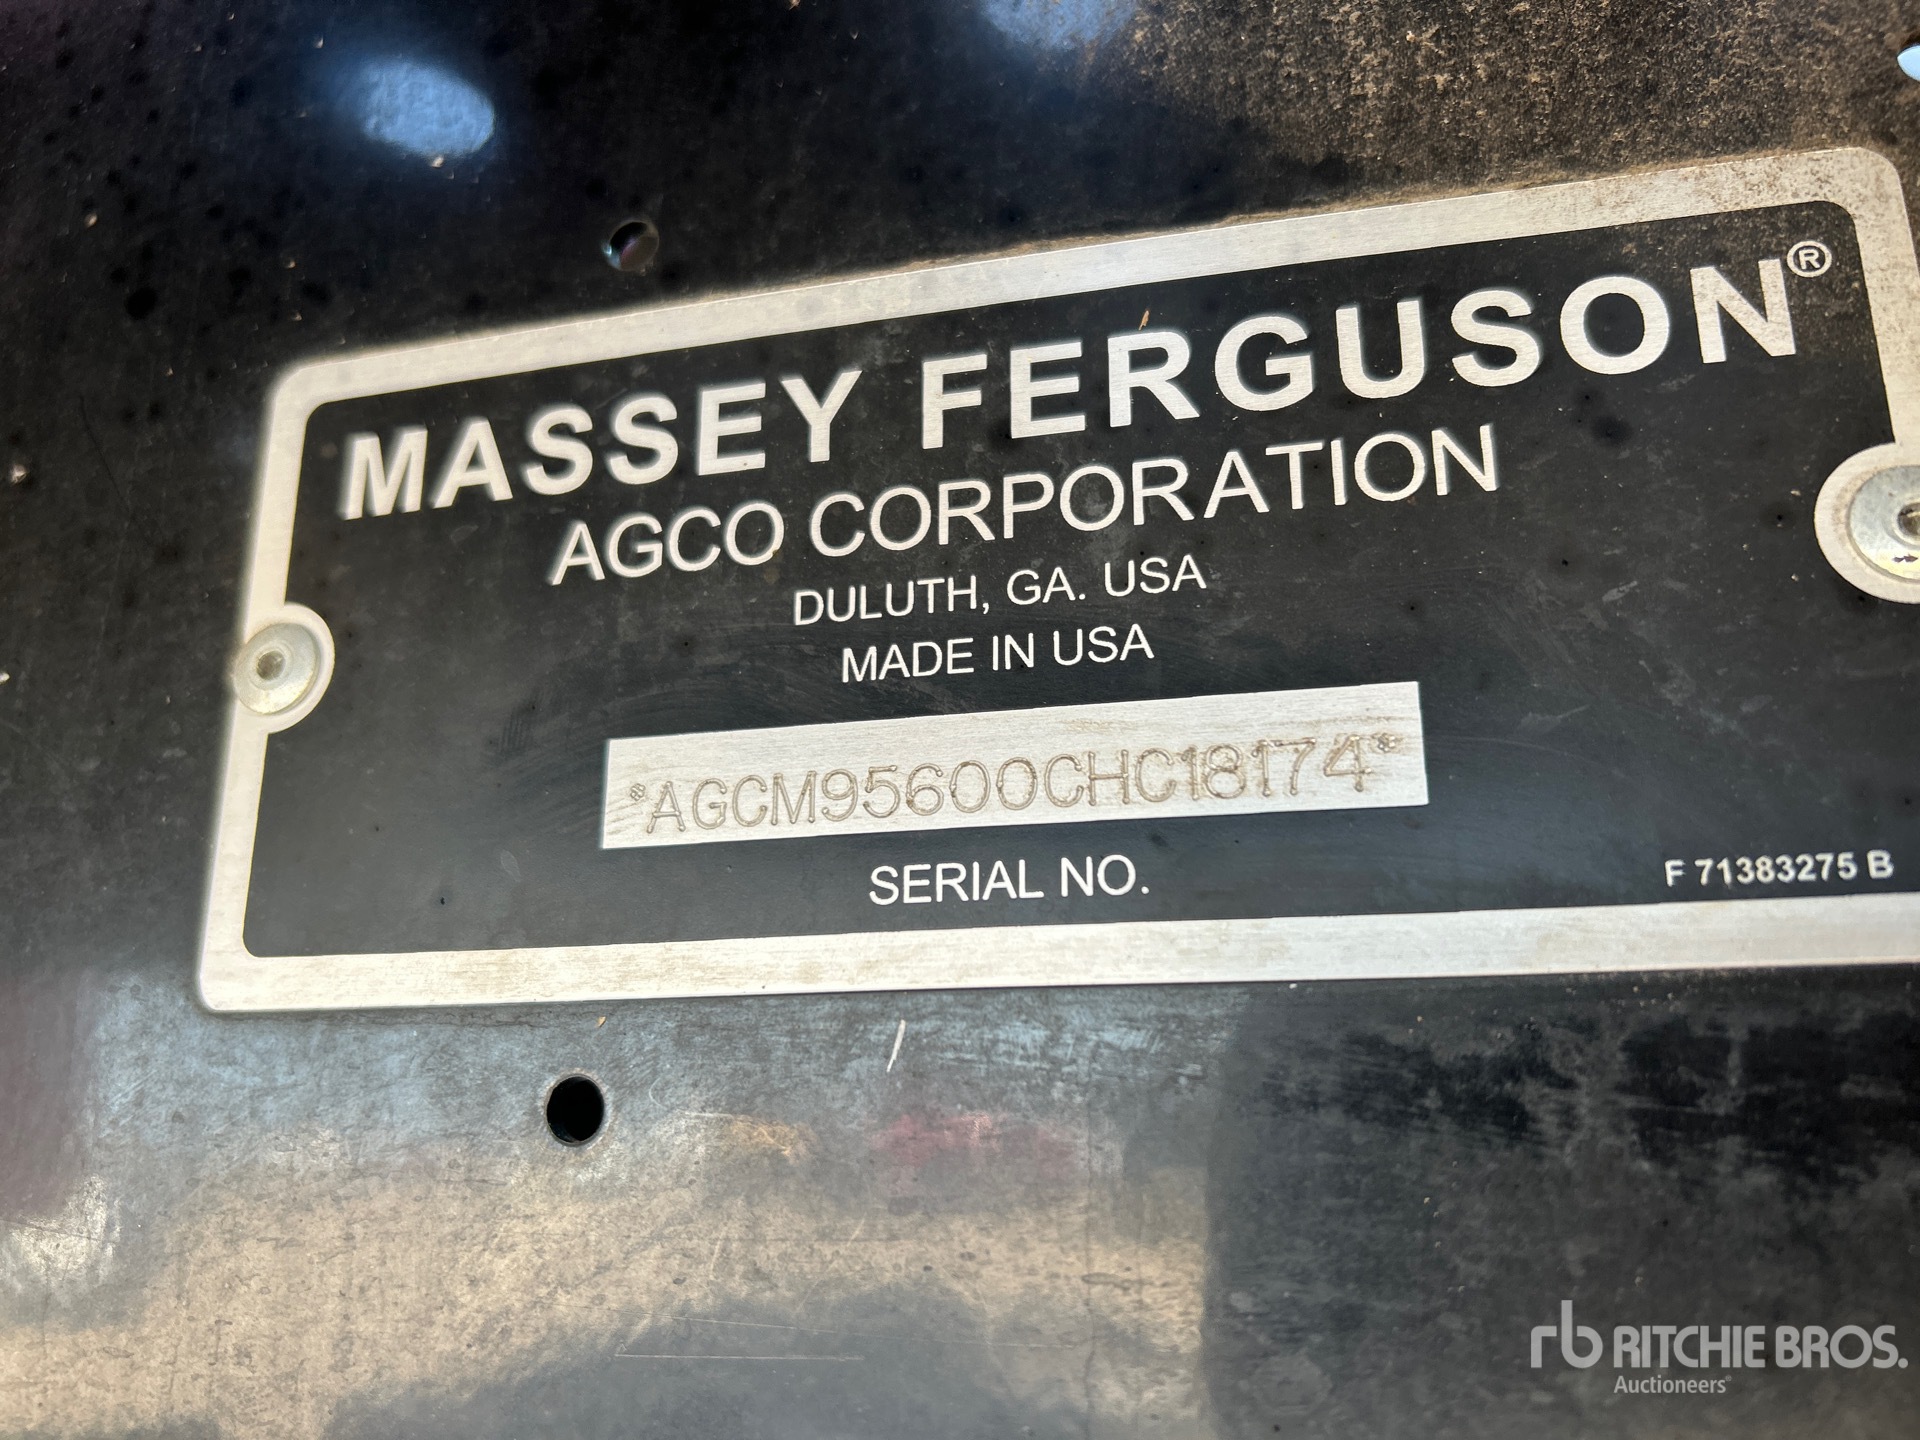 MASSEY FERGUSON®
AGCO CORPORATION
DULUTH, GA. USA
MADE IN USA
*AGCM95600CHC18174*
SERIAL NO.
F 71383275 B
rb RITCHIE BROS.
Auctioneers